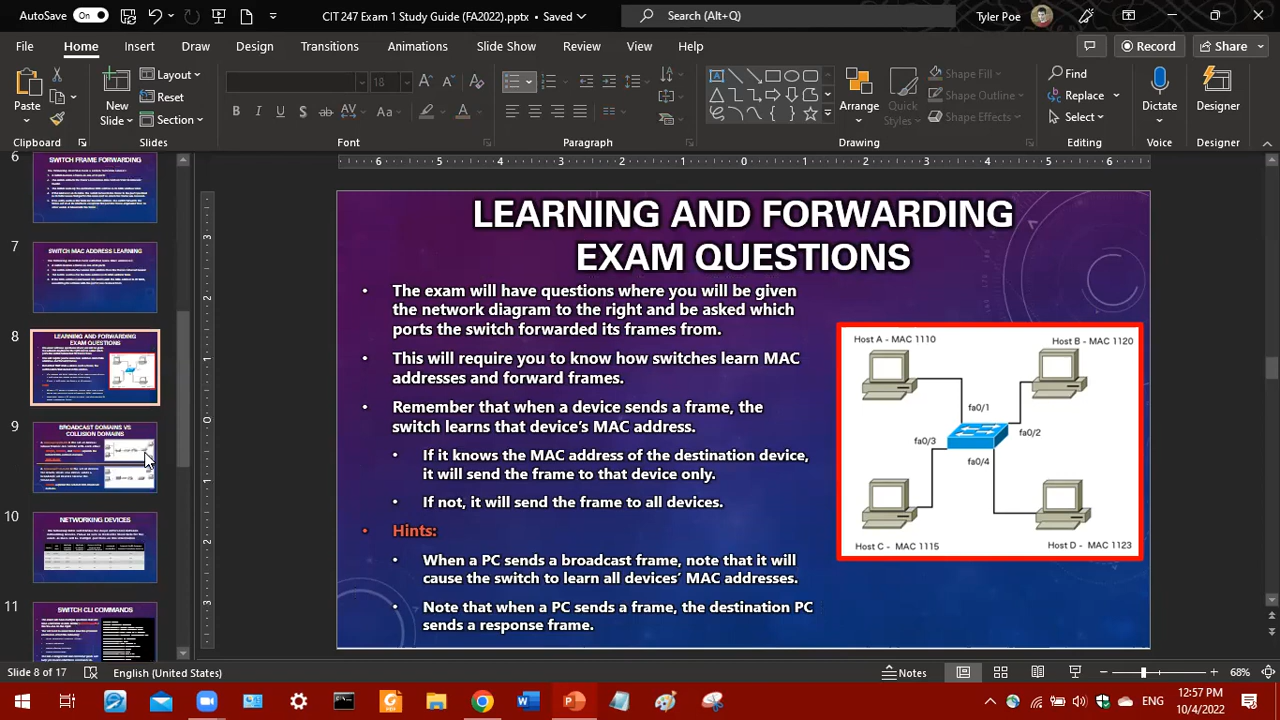 AutoSave On CIT247 Exam 1 Study Guide (FA2022).pptx - Saved Search (Alt+Q) Tyler Poe
File Home Insert Draw Design Transitions Animations Slide Show Review View Help Record Share
Paste
New
Slide
Layout
Reset
Section
18
Arrange
Quick
Styles
Shape Fill
Shape Outline
Shape Effects
Find
Replace
Select
Dictate
Designer
Clipboard
Slides Font Paragraph Drawing Editing Voice Designer
6
SWITCH FRAME FORWARDING
7
SWITCH MAC ADDRESS LEARNING
8
LEARNING AND FORWARDING
EXAM QUESTIONS
9
BROADCAST DOMAINS VS
COLLISION DOMAINS
10
NETWORKING DEVICES
11
SWITCH CLI COMMANDS
LEARNING AND FORWARDING
EXAM QUESTIONS
• The exam will have questions where you will be given
the network diagram to the right and be asked which
ports the switch forwarded its frames from.
• This will require you to know how switches learn MAC
addresses and forward frames.
• Remember: when a device sends a frame, the
switch learns that device's MAC address.
• If it knows the MAC address of the destination device,
it will send the frame to that device only.
• If not, it will send the frame to all devices.
• Hints:
• When a PC sends a broadcast frame, note that it will
cause the switch to learn all devices' MAC addresses.
• Note that when a PC sends a frame, the destination PC
sends a response frame.
Host A - MAC 1110
Host B - MAC 1120
fa0/1
fa0/2
fa0/3
fa0/4
Host C - MAC 1115
Host D - MAC 1123
Slide 8 of 17 English (United States) Notes 68%
ENG
12:57 PM
10/4/2022